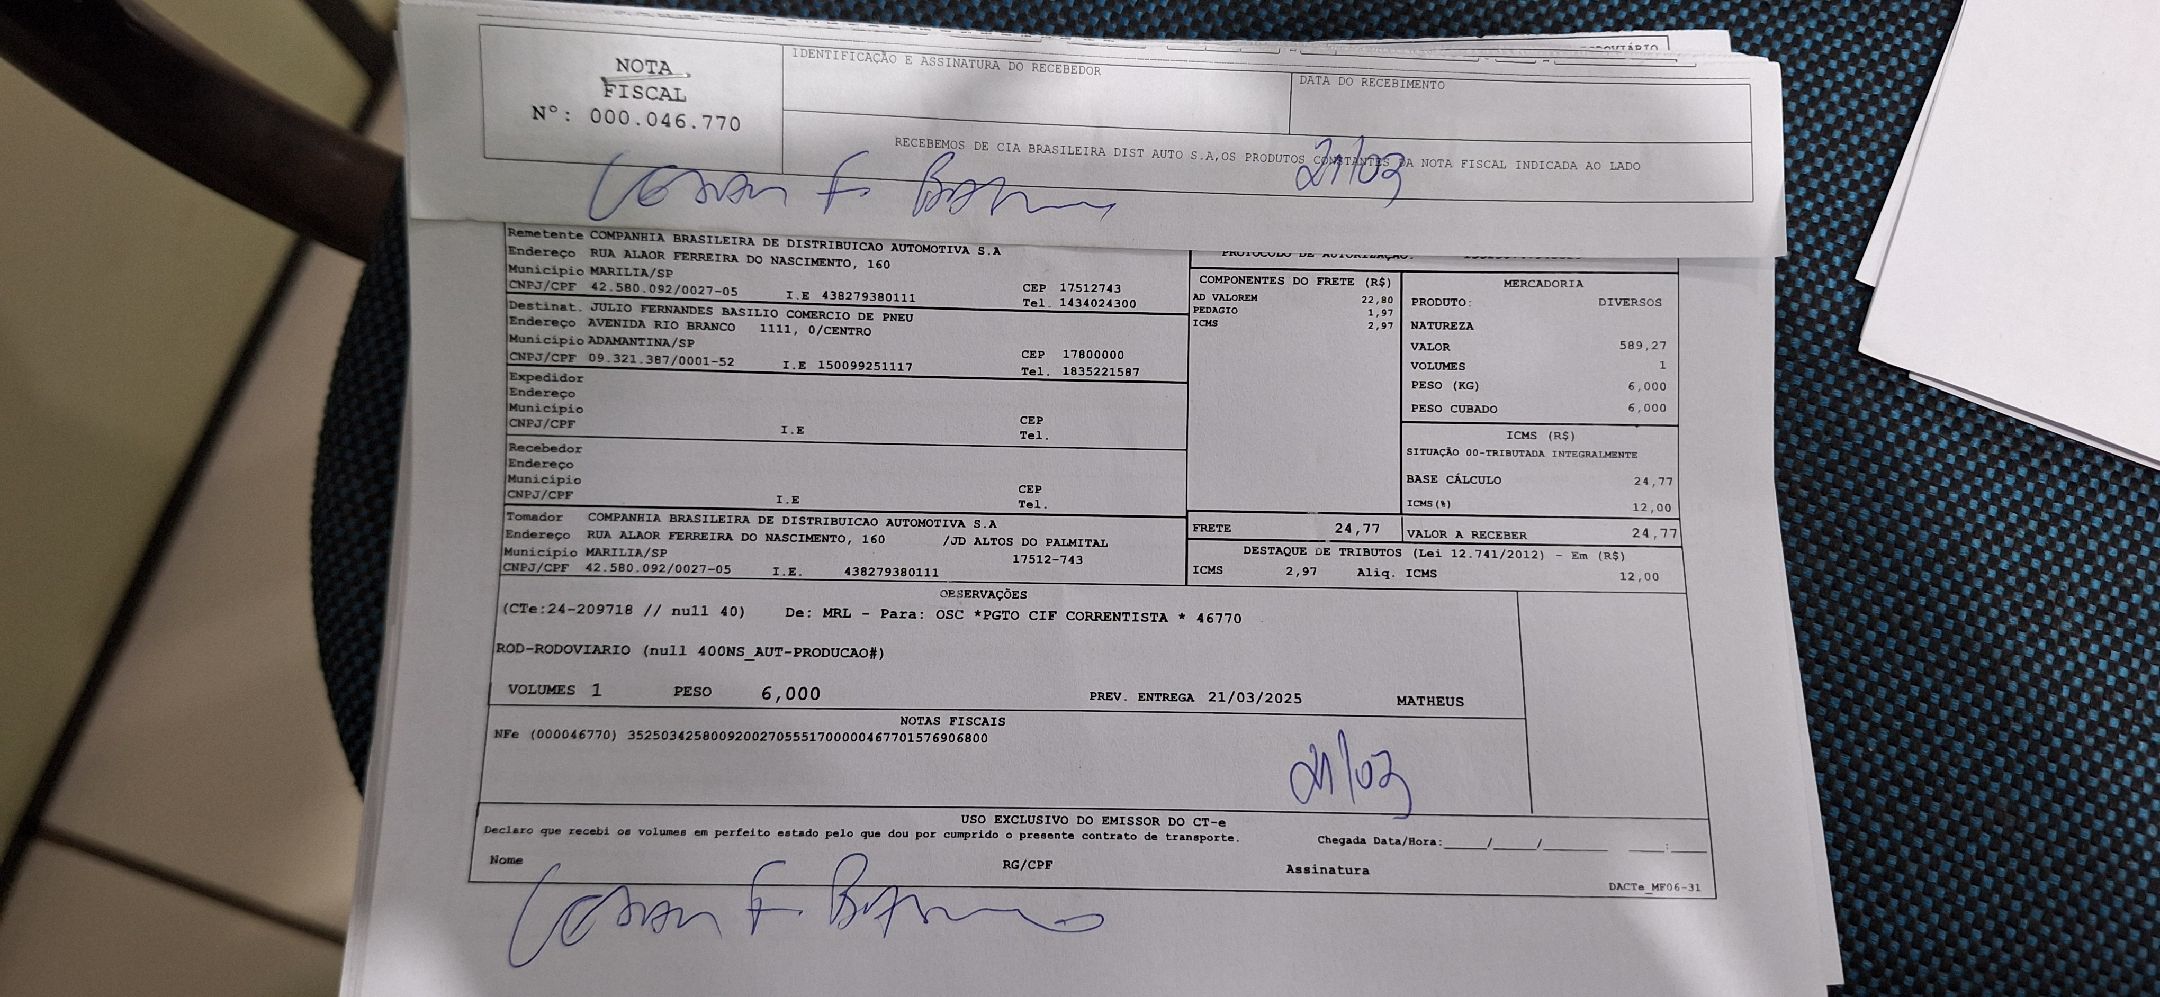 NOTA
FISCAL
N°: 000.046.770
IDENTIFICAÇÃO E ASSINATURA DO RECEBEDOR
DATA DO RECEBIMENTO
RECEBEMOS DE CIA BRASILEIRA DIST AUTO S.A,OS PRODUTOS CONSTANTES DA NOTA FISCAL INDICADA AO LADO
21/03
Remetente COMPANHIA BRASILEIRA DE DISTRIBUICAO AUTOMOTIVA S.A
Endereço RUA ALAOR FERREIRA DO NASCIMENTO, 160
Município MARILIA/SP
CNPJ/CPF 42.580.092/0027-05 I.E 438279380111 CEP 17512743
Tel. 1434024300
Destinat. JULIO FERNANDES BASILIO COMERCIO DE PNEU
Endereço AVENIDA RIO BRANCO 1111, 0/CENTRO
Município ADAMANTINA/SP
CNPJ/CPF 09.321.387/0001-52 I.E 150099251117 CEP 17800000
Tel. 1835221587
Expedidor
Endereço
Município
CNPJ/CPF I.E CEP
Tel.
Recebedor
Endereço
Município
CNPJ/CPF I.E CEP
Tel.
Tomador COMPANHIA BRASILEIRA DE DISTRIBUICAO AUTOMOTIVA S.A
Endereço RUA ALAOR FERREIRA DO NASCIMENTO, 160 /JD ALTOS DO PALMITAL
Município MARILIA/SP 17512-743
CNPJ/CPF 42.580.092/0027-05 I.E. 438279380111
PROTOCOLO DE AUTORIZAÇÃO:
COMPONENTES DO FRETE (R$)
AD VALOREM 22,80
PEDAGIO 1,97
ICMS 2,97
MERCADORIA
PRODUTO: DIVERSOS
NATUREZA
VALOR 589,27
VOLUMES 1
PESO (KG) 6,000
PESO CUBADO 6,000
ICMS (R$)
SITUAÇÃO 00-TRIBUTADA INTEGRALMENTE
BASE CÁLCULO 24,77
ICMS(%) 12,00
FRETE 24,77
VALOR A RECEBER 24,77
DESTAQUE DE TRIBUTOS (Lei 12.741/2012) - Em (R$)
ICMS 2,97 Aliq. ICMS 12,00
OBSERVAÇÕES
(CTe:24-209718 // null 40) De: MRL - Para: OSC *PGTO CIF CORRENTISTA * 46770
ROD-RODOVIARIO (null 400NS_AUT-PRODUCAO#)
VOLUMES 1 PESO 6,000 PREV. ENTREGA 21/03/2025 MATHEUS
NOTAS FISCAIS
NFe (000046770) 35250342580092002705551700000467701576906800
21/03
USO EXCLUSIVO DO EMISSOR DO CT-e
Declaro que recebi os volumes em perfeito estado pelo que dou por cumprido o presente contrato de transporte.
Chegada Data/Hora:_____/_____/_______ ____:____
Nome RG/CPF Assinatura
DACTe_MF06-31